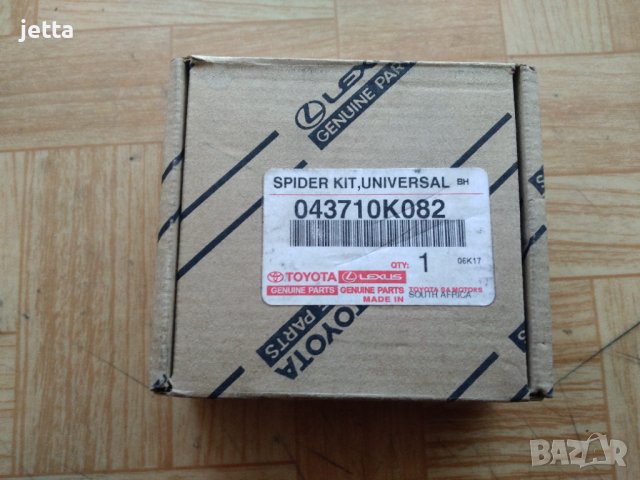 jetta
LEXUS
GENUINE PARTS
SPIDER KIT,UNIVERSAL BH
043710K082
QTY: 1 06K17
TOYOTA LEXUS
GENUINE PARTS GENUINE PARTS TOYOTA SA MOTORS
MADE IN SOUTH AFRICA
TOYOTA
PARTS
BAZAR